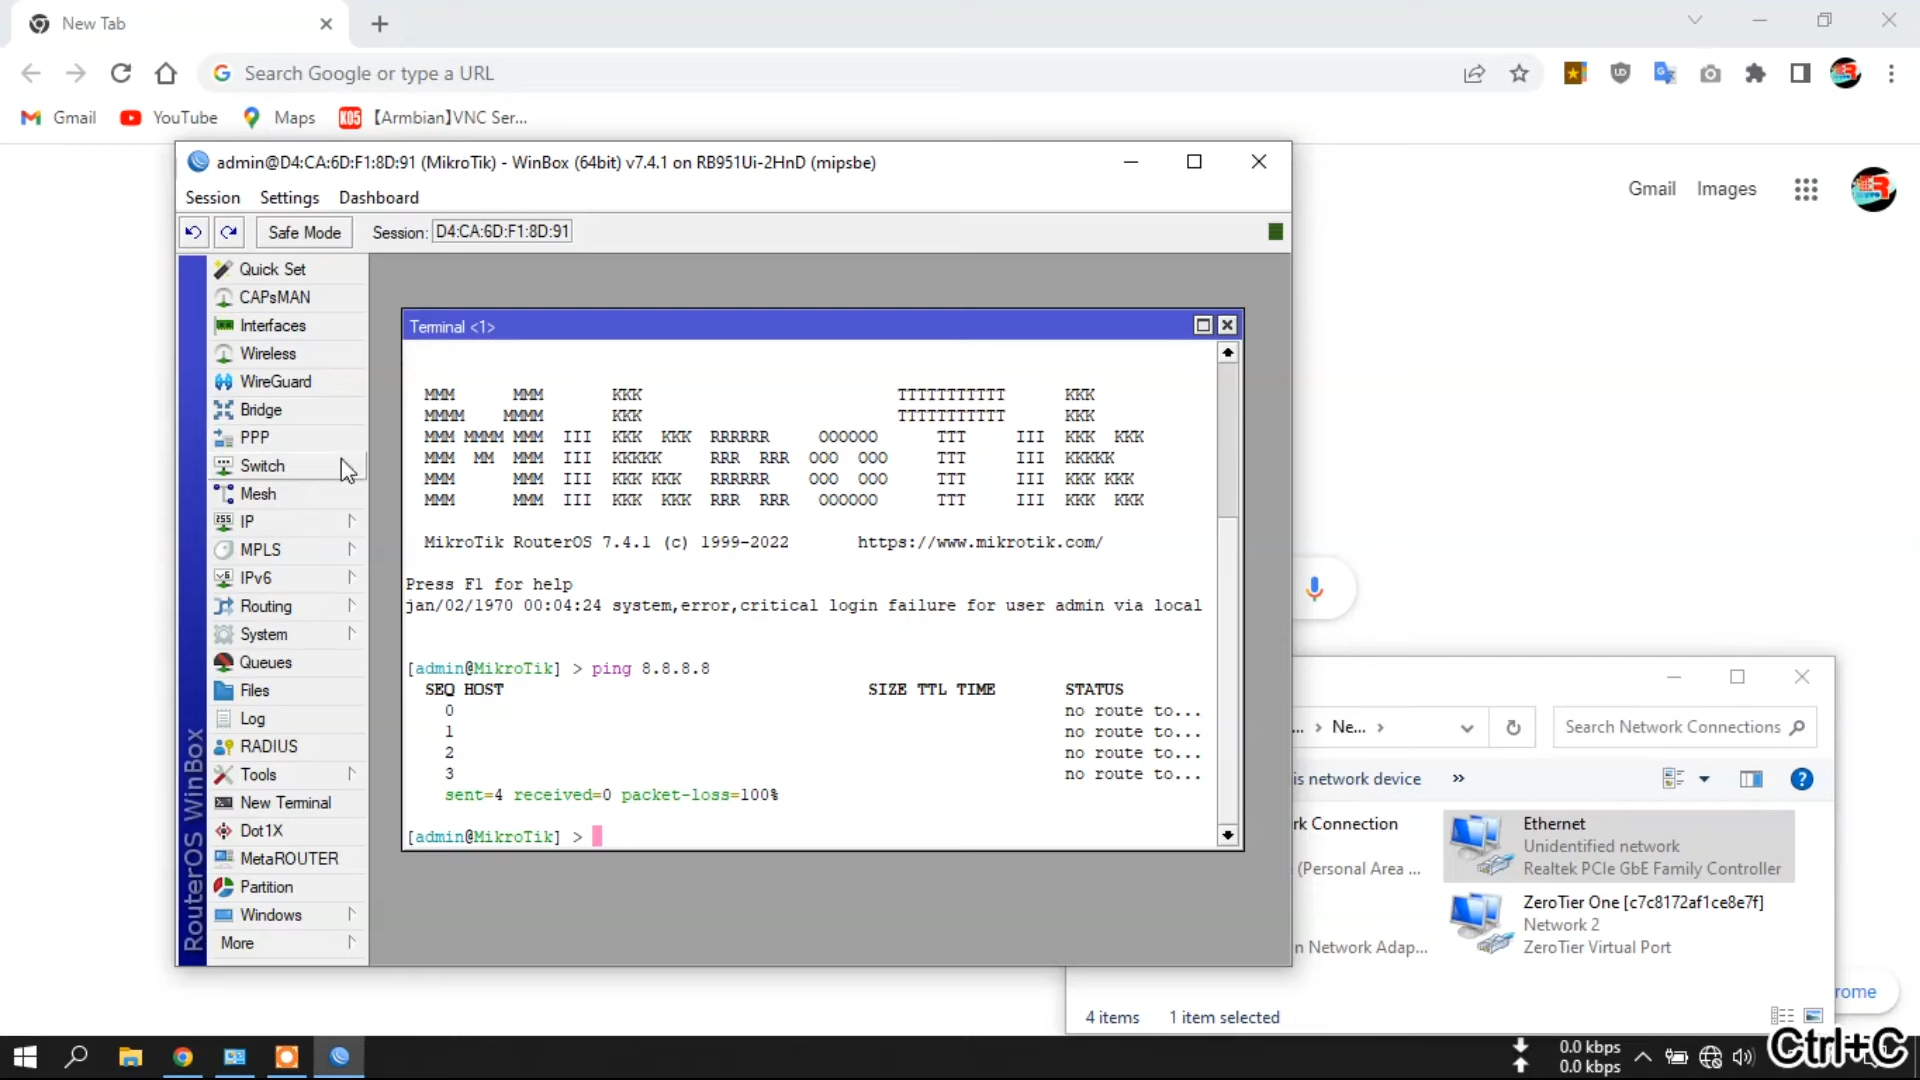 New Tab
Search Google or type a URL
Gmail
YouTube
Maps
K05
【Armbian】VNC Ser...
admin@D4:CA:6D:F1:8D:91 (MikroTik) - WinBox (64bit) v7.4.1 on RB951Ui-2HnD (mipsbe)
Session Settings Dashboard
Safe Mode
Session: D4:CA:6D:F1:8D:91
Gmail Images
Quick Set
CAPsMAN
Interfaces
Wireless
WireGuard
Bridge
PPP
Switch
Mesh
IP
MPLS
IPv6
Routing
System
Queues
Files
Log
RADIUS
Tools
New Terminal
Dot1X
MetaROUTER
Partition
Windows
More
RouterOS WinBox
Terminal <1>
MMM MMM KKK TTTTTTTTTTT KKK
MMMM MMMM KKK TTTTTTTTTTT KKK
MMM MMMM MMM III KKK KKK RRRRRR OOOOOO TTT III KKK KKK
MMM MM MMM III KKKKK RRR RRR OOO OOO TTT III KKKKK
MMM MMM III KKK KKK RRRRRR OOO OOO TTT III KKK KKK
MMM MMM III KKK KKK RRR RRR OOOOOO TTT III KKK KKK
MikroTik RouterOS 7.4.1 (c) 1999-2022 https://www.mikrotik.com/
Press F1 for help
jan/02/1970 00:04:24 system,error,critical login failure for user admin via local
[admin@MikroTik] > ping 8.8.8.8
SEQ HOST SIZE TTL TIME STATUS
0 no route to...
1 no route to...
2 no route to...
3 no route to...
sent=4 received=0 packet-loss=100%
[admin@MikroTik] >
... › Ne... ›
Search Network Connections
is network device »
rk Connection
(Personal Area ...
n Network Adap...
Ethernet
Unidentified network
Realtek PCIe GbE Family Controller
ZeroTier One [c7c8172af1ce8e7f]
Network 2
ZeroTier Virtual Port
rome
4 items 1 item selected
0.0 kbps
0.0 kbps
Ctrl+C